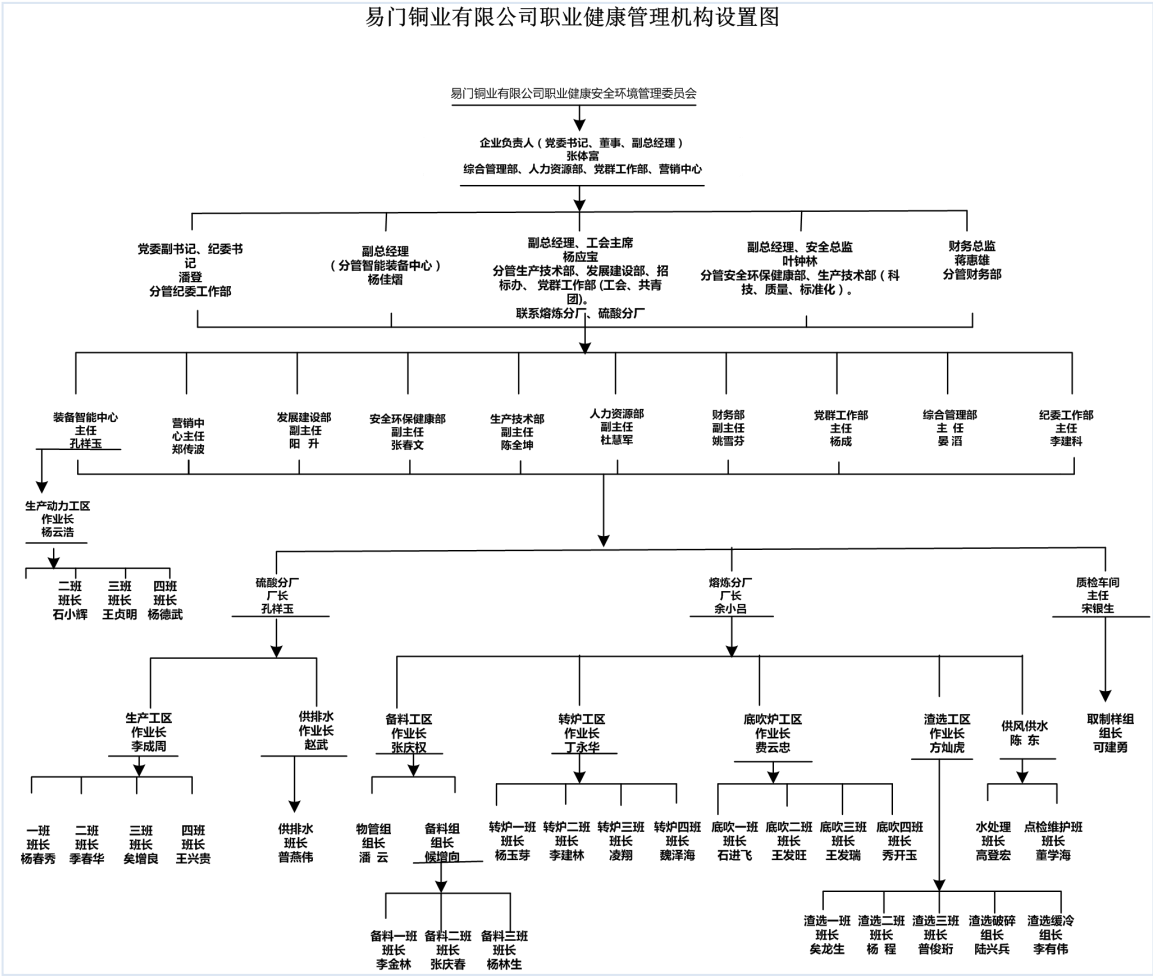 易门铜业有限公司职业健康管理机构设置图
易门铜业有限公司职业健康安全环境管理委员会
企业负责人（党委书记、董事、副总经理）
张体富
综合管理部、人力资源部、党群工作部、营销中心
党委副书记、纪委书
记
潘登
分管纪委工作部
副总经理
（分管智能装备中心）
杨佳熠
副总经理、工会主席
杨应宝
分管生产技术部、发展建设部、招
标办、 党群工作部 (工会、共青
团)。
联系熔炼分厂、硫酸分厂
副总经理、安全总监
叶钟林
分管安全环保健康部、生产技术部（科
技、质量、标准化）。
财务总监
蒋惠雄
分管财务部
装备智能中心
主任
孔祥玉
营销中
心主任
郑传波
发展建设部
副主任
阳 升
安全环保健康部
副主任
张春文
生产技术部
副主任
陈全坤
人力资源部
副主任
杜慧军
财务部
副主任
姚雪芬
党群工作部
主任
杨成
综合管理部
主 任
晏 滔
纪委工作部
主任
李建科
生产动力工区
作业长
杨云浩
二班
班长
石小辉
三班
班长
王贞明
四班
班长
杨德武
硫酸分厂
厂长
孔祥玉
熔炼分厂
厂长
余小吕
质检车间
主任
宋银生
生产工区
作业长
李成周
供排水
作业长
赵武
备料工区
作业长
张庆权
转炉工区
作业长
丁永华
底吹炉工区
作业长
费云忠
渣选工区
作业长
方灿虎
供风供水
陈 东
取制样组
组长
可建勇
一班
班长
杨春秀
二班
班长
季春华
三班
班长
矣增良
四班
班长
王兴贵
供排水
班长
普燕伟
物管组
组长
潘 云
备料组
组长
候增向
转炉一班
班长
杨玉芽
转炉二班
班长
李建林
转炉三班
班长
凌翔
转炉四班
班长
魏泽海
底吹一班
班长
石进飞
底吹二班
班长
王发旺
底吹三班
班长
王发瑞
底吹四班
班长
秀开玉
水处理
班长
高登宏
点检维护班
班长
董学海
备料一班
班长
李金林
备料二班
班长
张庆春
备料三班
班长
杨林生
渣选一班
班长
矣龙生
渣选二班
班长
杨 程
渣选三班
班长
普俊珩
渣选破碎
组长
陆兴兵
渣选缓冷
组长
李有伟